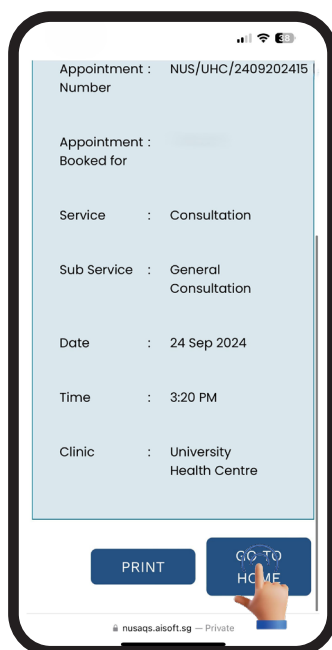 38
Appointment : NUS/UHC/2409202415
Number
Appointment :
Booked for
Service : Consultation
Sub Service : General
Consultation
Date : 24 Sep 2024
Time : 3:20 PM
Clinic : University
Health Centre
PRINT
GO TO
HOME
nusaqs.aisoft.sg — Private